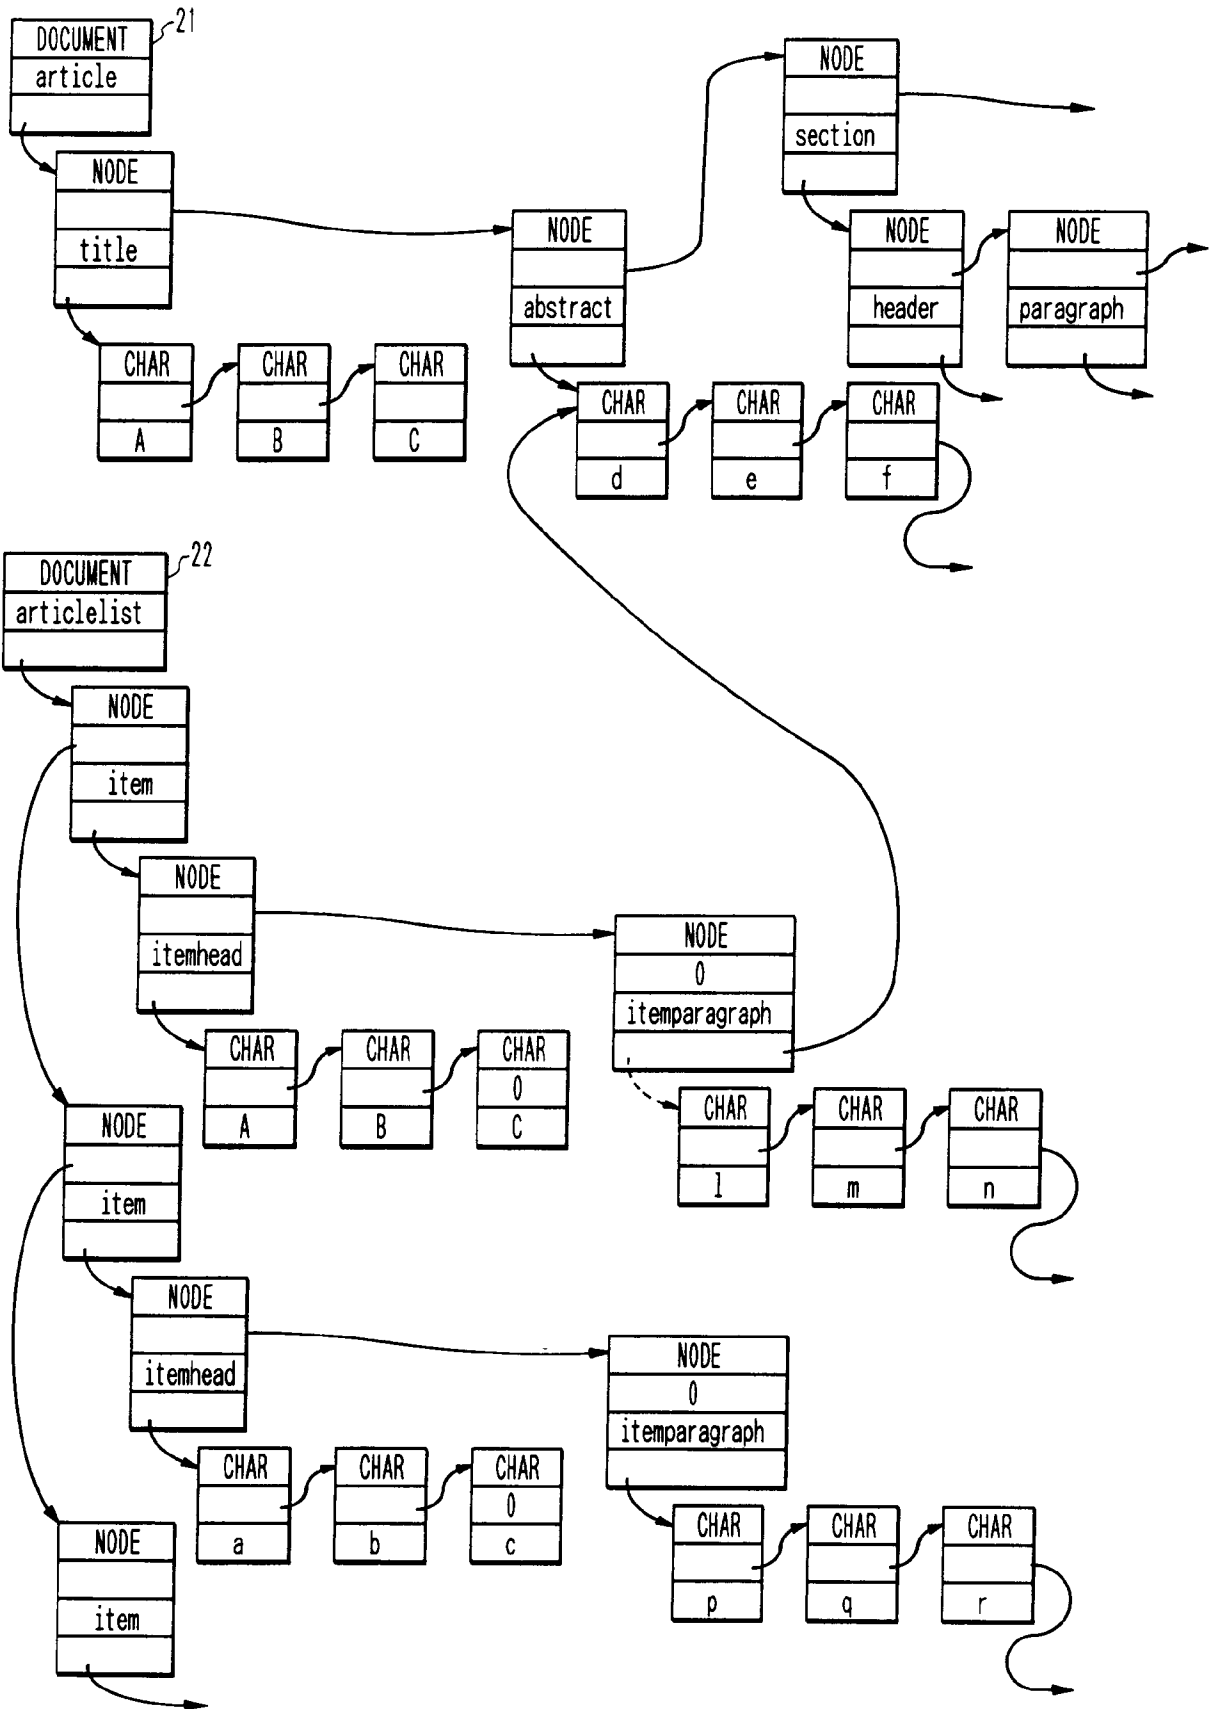 DOCUMENT
21
article
NODE
title
CHAR
A
CHAR
B
CHAR
C
NODE
abstract
CHAR
d
CHAR
e
CHAR
f
NODE
section
NODE
header
NODE
paragraph
DOCUMENT
22
articlelist
NODE
item
NODE
itemhead
CHAR
A
CHAR
B
CHAR
0
C
NODE
0
itemparagraph
CHAR
l
CHAR
m
CHAR
n
NODE
item
NODE
itemhead
CHAR
a
CHAR
b
CHAR
0
c
NODE
0
itemparagraph
CHAR
p
CHAR
q
CHAR
r
NODE
item